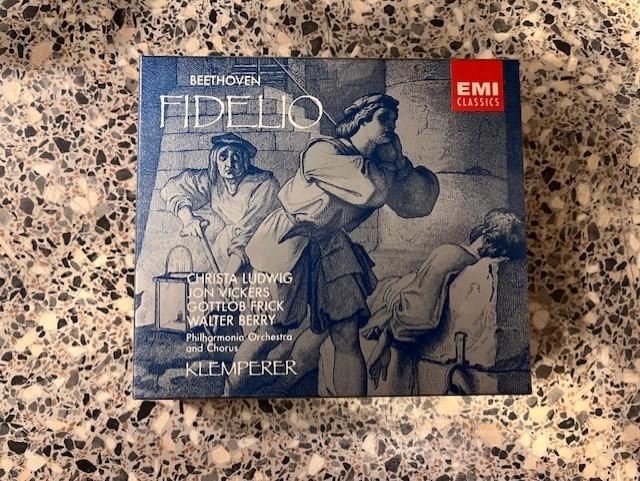 BEETHOVEN
FIDELIO
EMI
CLASSICS
CHRISTA LUDWIG
JON VICKERS
GOTTLOB FRICK
WALTER BERRY
Philharmonia Orchestra
and Chorus
KLEMPERER